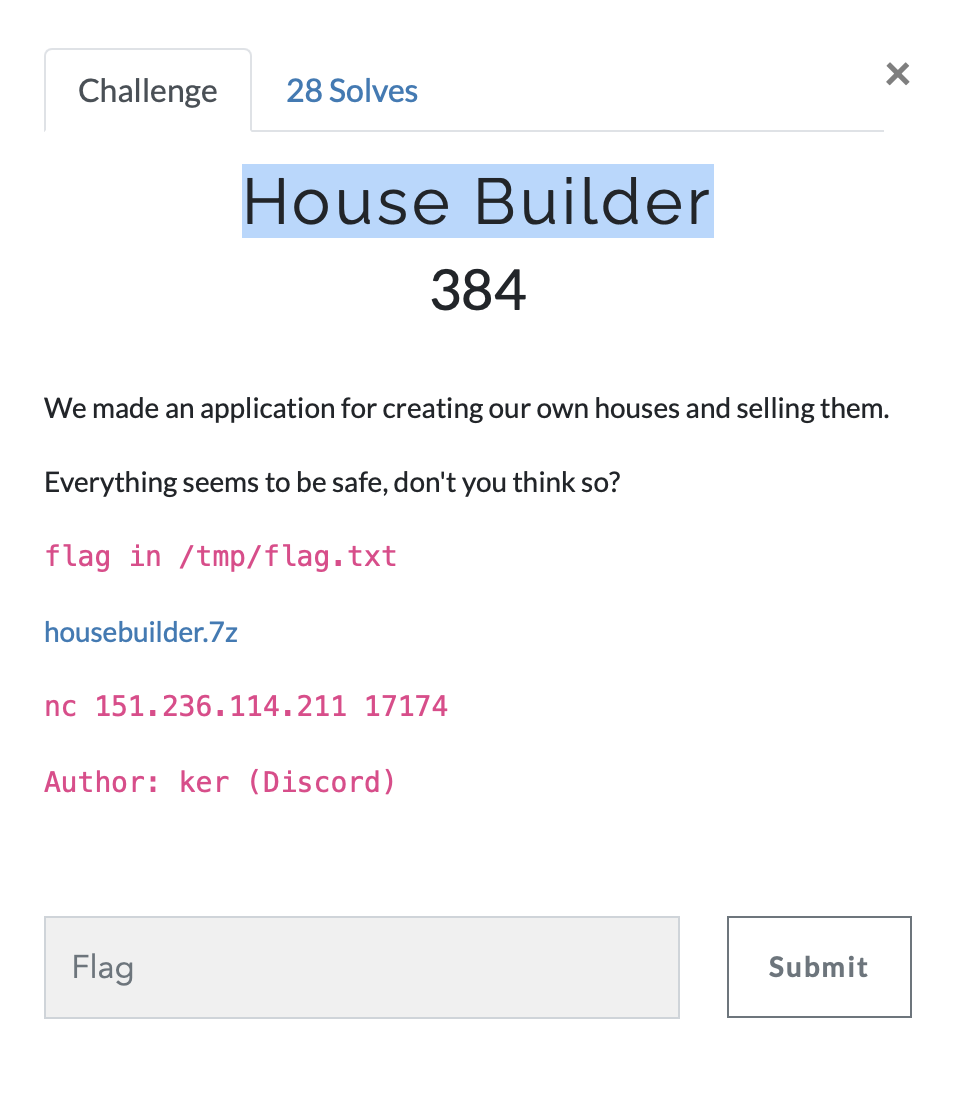 Challenge
28 Solves
×
House Builder
384
We made an application for creating our own houses and selling them.
Everything seems to be safe, don't you think so?
flag in /tmp/flag.txt
housebuilder.7z
nc 151.236.114.211 17174
Author: ker (Discord)
Flag
Submit